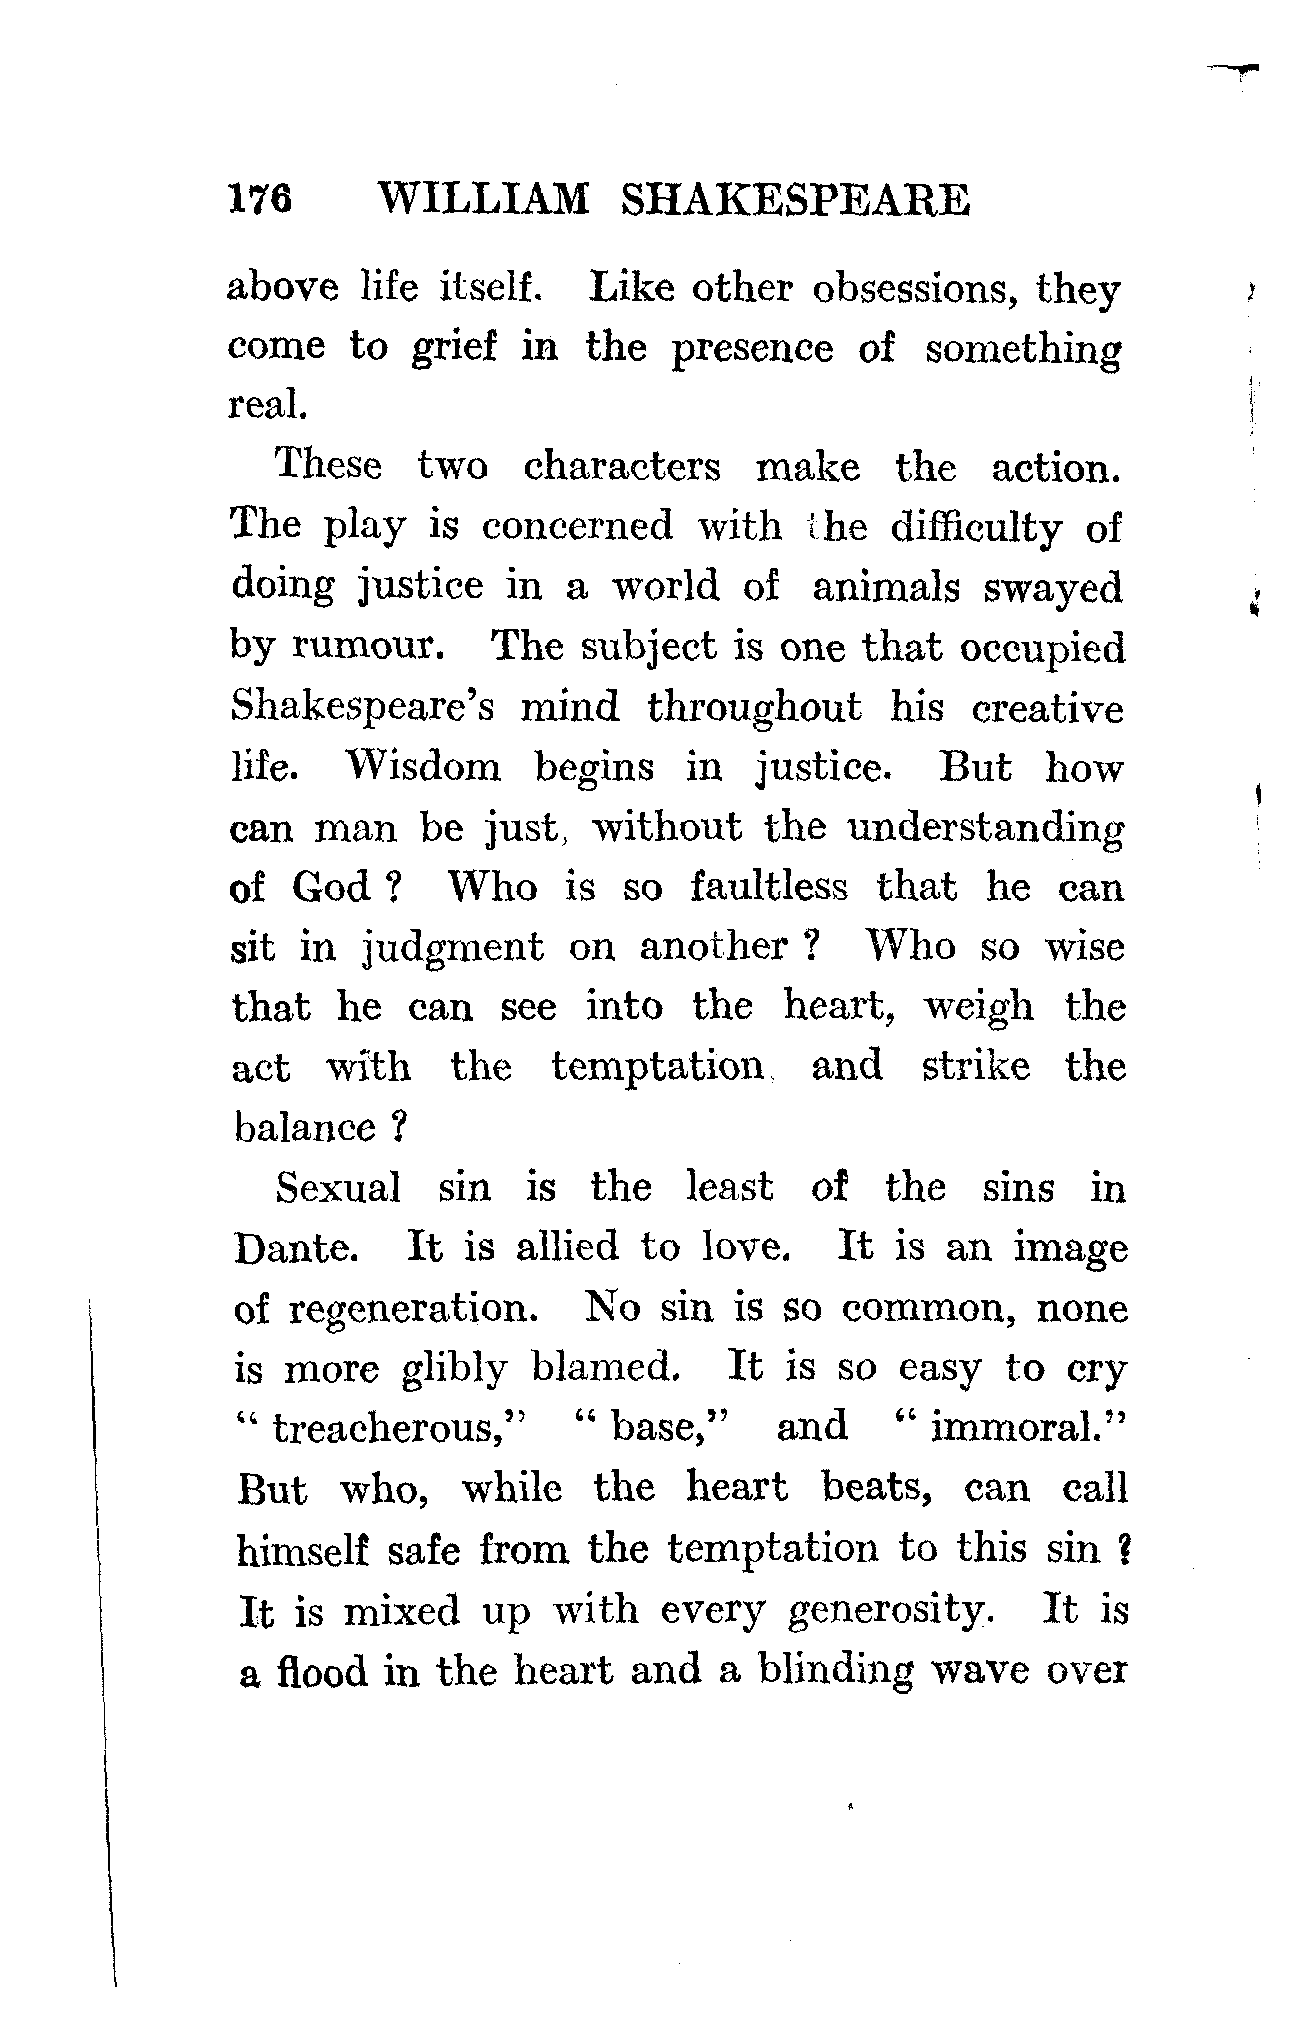 176 WILLIAM SHAKESPEARE
above life itself. Like other obsessions, they
come to grief in the presence of something
real.
These two characters make the action.
The play is concerned with the difficulty of
doing justice in a world of animals swayed
by rumour. The subject is one that occupied
Shakespeare's mind throughout his creative
life. Wisdom begins in justice. But how
can man be just, without the understanding
of God ? Who is so faultless that he can
sit in judgment on another ? Who so wise
that he can see into the heart, weigh the
act with the temptation, and strike the
balance ?
Sexual sin is the least of the sins in
Dante. It is allied to love. It is an image
of regeneration. No sin is so common, none
is more glibly blamed. It is so easy to cry
“ treacherous,” “ base,” and “ immoral.”
But who, while the heart beats, can call
himself safe from the temptation to this sin ?
It is mixed up with every generosity. It is
a flood in the heart and a blinding wave over